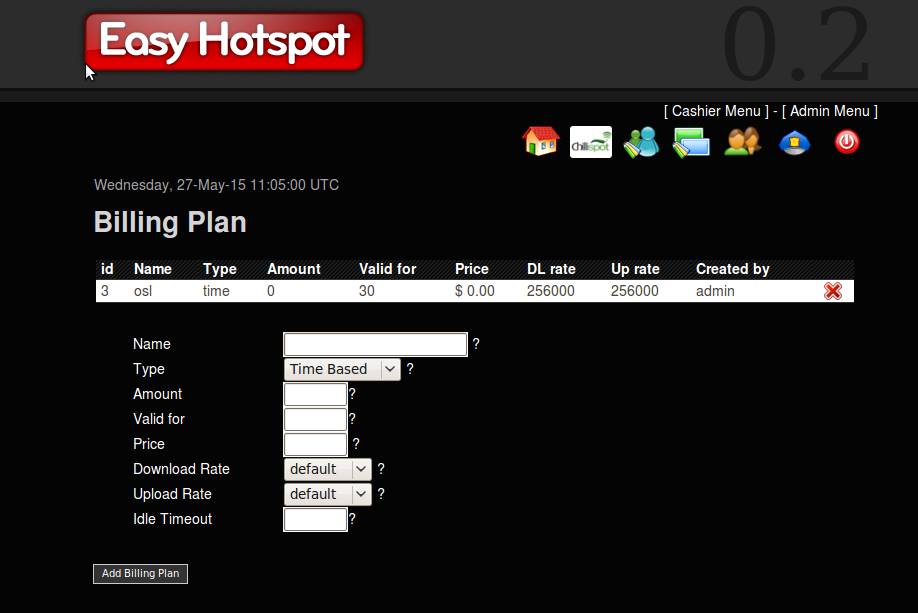 Easy Hotspot
0.2
[ Cashier Menu ] - [ Admin Menu ]
Chillispot
Wednesday, 27-May-15 11:05:00 UTC
Billing Plan
id Name Type Amount Valid for Price DL rate Up rate Created by
3 osl time 0 30 $ 0.00 256000 256000 admin
Name ?
Type Time Based ?
Amount ?
Valid for ?
Price ?
Download Rate default ?
Upload Rate default ?
Idle Timeout ?
Add Billing Plan